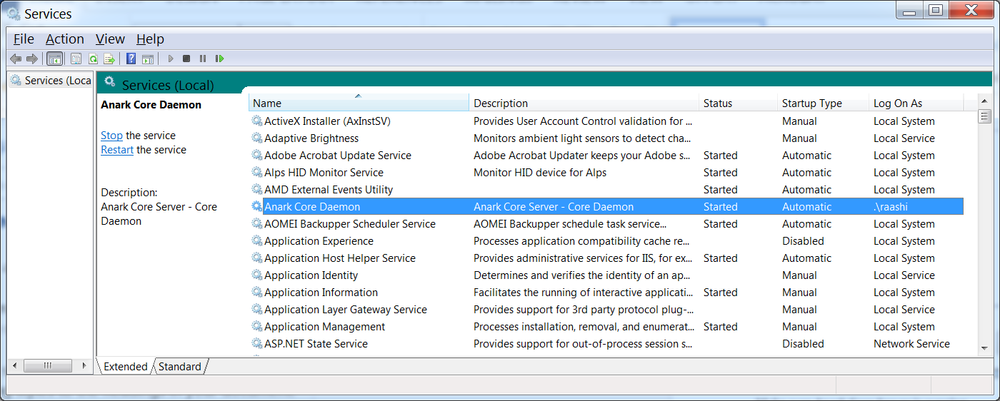 Services
File Action View Help
Services (Loca
Services (Local)
Anark Core Daemon
Stop the service
Restart the service
Description:
Anark Core Server - Core
Daemon
Name Description Status Startup Type Log On As
ActiveX Installer (AxInstSV) Provides User Account Control validation for ... Manual Local System
Adaptive Brightness Monitors ambient light sensors to detect cha... Manual Local Service
Adobe Acrobat Update Service Adobe Acrobat Updater keeps your Adobe s... Started Automatic Local System
Alps HID Monitor Service Monitor HID device for Alps Started Automatic Local System
AMD External Events Utility Started Automatic Local System
Anark Core Daemon Anark Core Server - Core Daemon Started Automatic .\raashi
AOMEI Backupper Scheduler Service AOMEI Backupper schedule task service... Started Automatic Local System
Application Experience Processes application compatibility cache re... Disabled Local System
Application Host Helper Service Provides administrative services for IIS, for ex... Started Automatic Local System
Application Identity Determines and verifies the identity of an ap... Manual Local Service
Application Information Facilitates the running of interactive applicati... Started Manual Local System
Application Layer Gateway Service Provides support for 3rd party protocol plug-... Manual Local Service
Application Management Processes installation, removal, and enumerat... Started Manual Local System
ASP.NET State Service Provides support for out-of-process session s... Disabled Network Service
Extended Standard